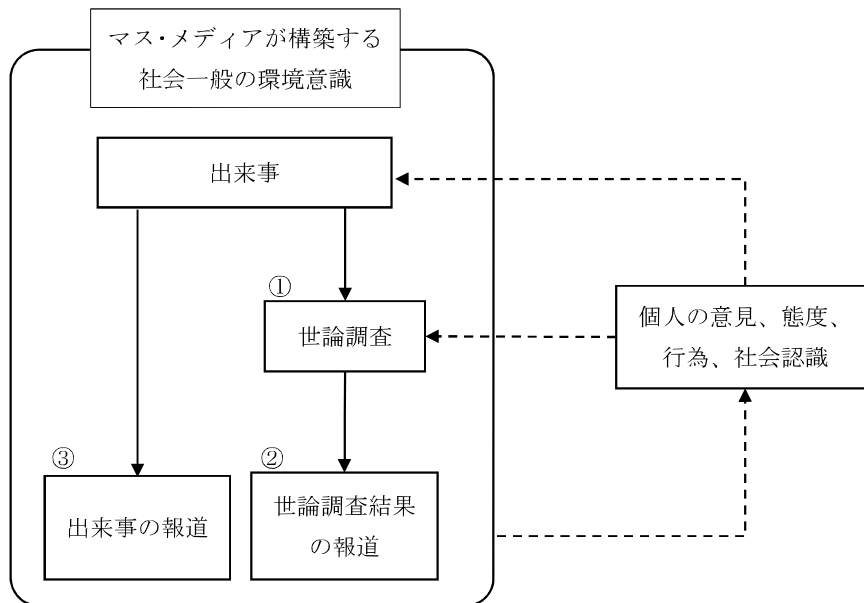 マス・メディアが構築する
社会一般の環境意識
出来事
①
世論調査
個人の意見、態度、
行為、社会認識
③
出来事の報道
②
世論調査結果
の報道